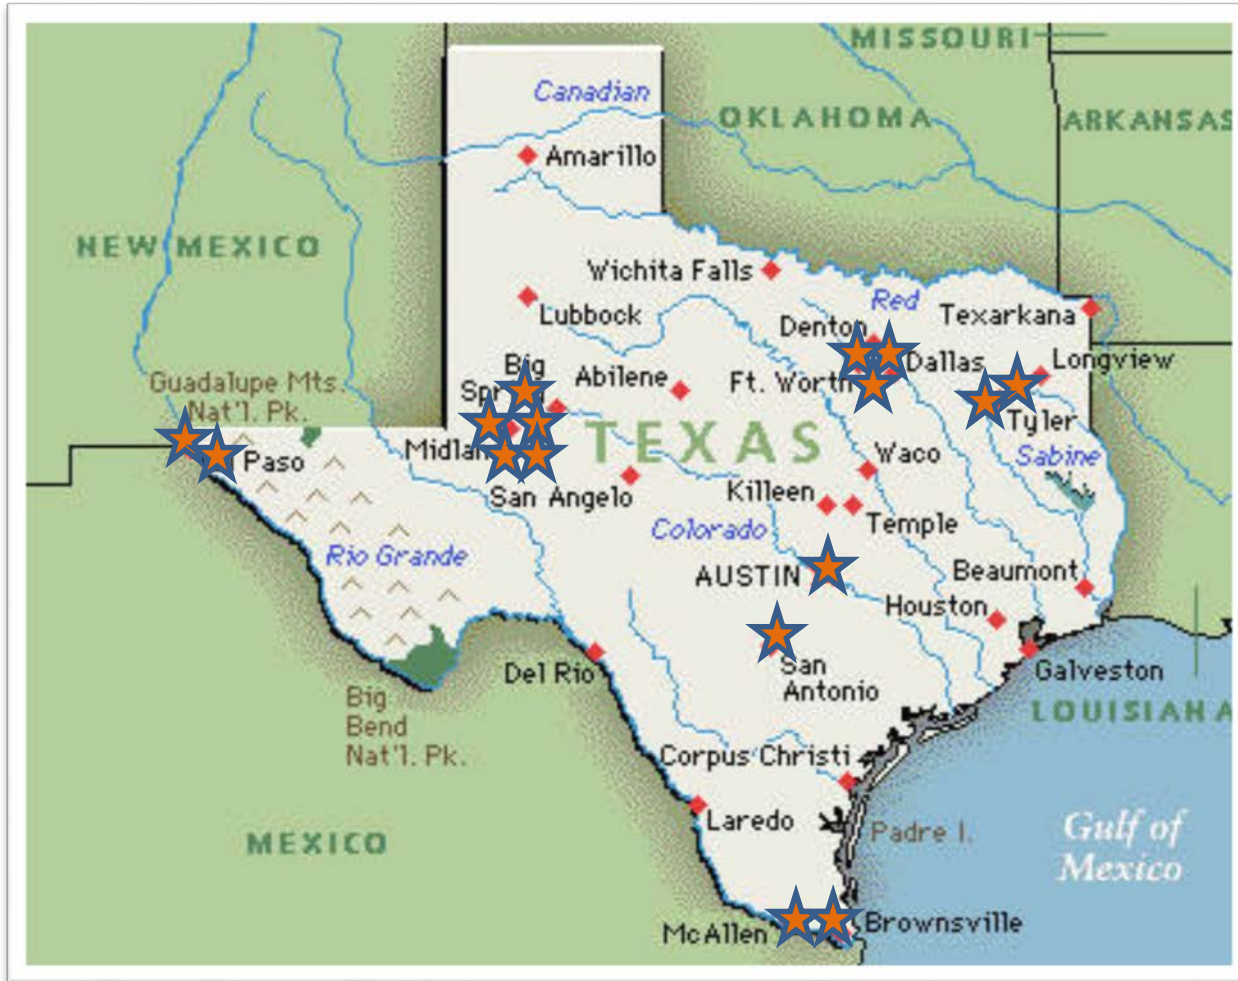 MISSOURI
Canadian
OKLAHOMA
ARKANSAS
Amarillo
NEW MEXICO
Wichita Falls
Red
Lubbock
Texarkana
Denton
Big
Dallas
Longview
Guadalupe Mts.
Nat'l. Pk.
Abilene
Ft. Worth
Tyler
TEXAS
Midlan
Paso
Waco
Sabine
San Angelo
Killeen
Temple
Colorado
Rio Grande
AUSTIN
Beaumont
Houston
Del Rio
San
Antonio
Galveston
Big
Bend
Nat'l. Pk.
LOUISIANA
Corpus Christi
Laredo
Padre I.
Gulf of
Mexico
MEXICO
McAllen
Brownsville